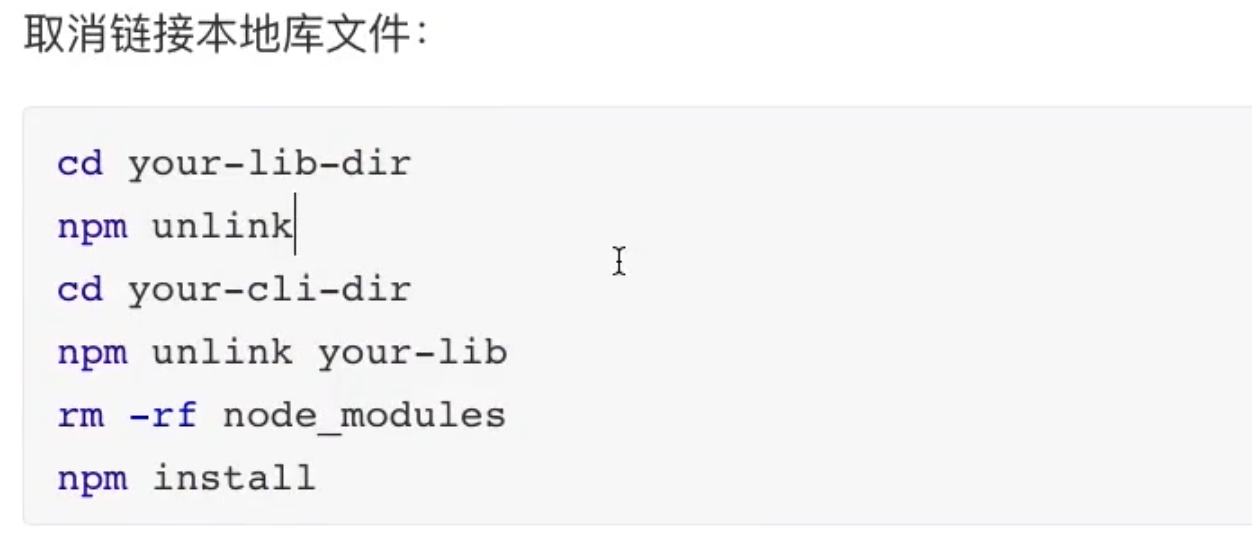 取消链接本地库文件：
cd your-lib-dir
npm unlink
cd your-cli-dir
npm unlink your-lib
rm -rf node_modules
npm install